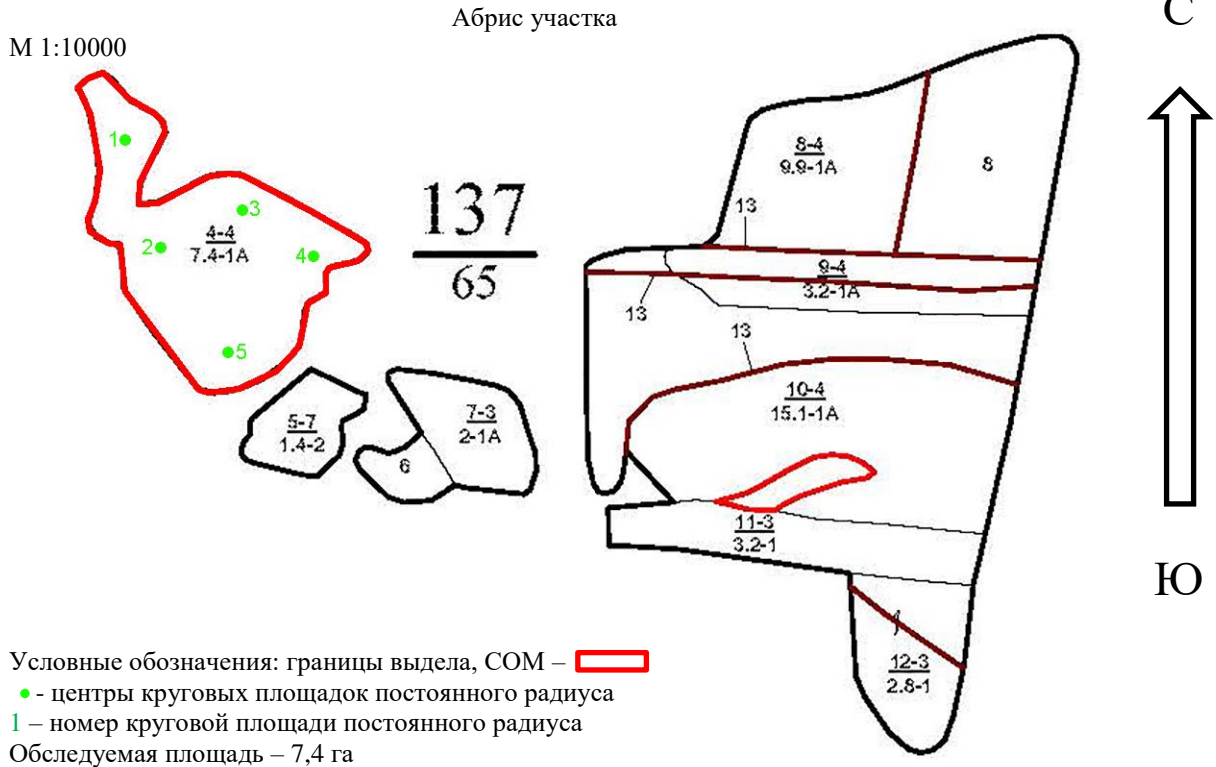 Абрис участка
С
М 1:10000
1
8-4
9.9-1А
8
137
65
13
3
4-4
7.4-1А
2
4
9-4
3.2-1А
13
13
10-4
15.1-1А
5
5-7
1.4-2
7-3
2-1А
6
11-3
3.2-1
Ю
12-3
2.8-1
Условные обозначения: границы выдела, СОМ –
- центры круговых площадок постоянного радиуса
1 – номер круговой площади постоянного радиуса
Обследуемая площадь – 7,4 га